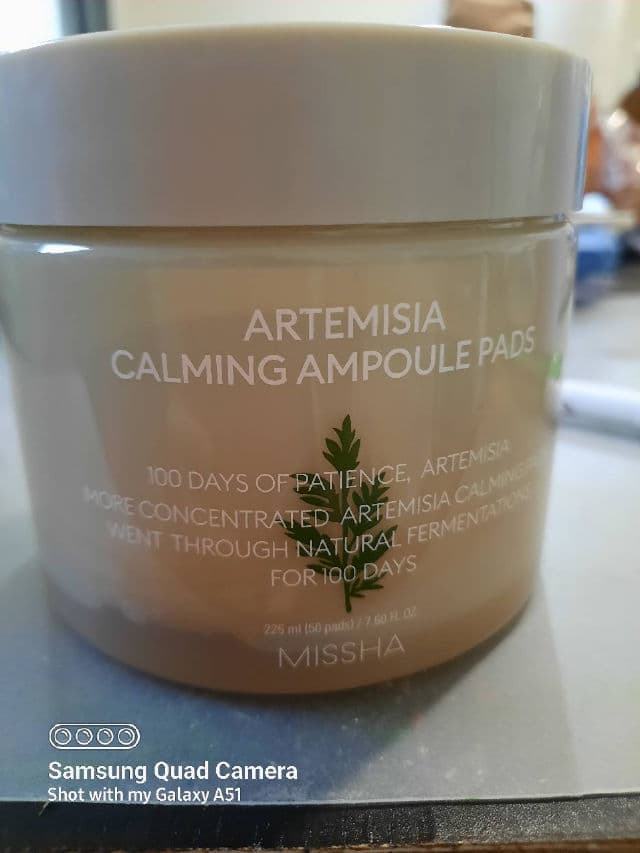 ARTEMISIA
CALMING AMPOULE PADS
100 DAYS OF PATIENCE, ARTEMISIA
MORE CONCENTRATED ARTEMISIA CALMING
WENT THROUGH NATURAL FERMENTATIONS
FOR 100 DAYS
225 ml (50 pads) / 7.60 FL. OZ.
MISSHA
Samsung Quad Camera
Shot with my Galaxy A51